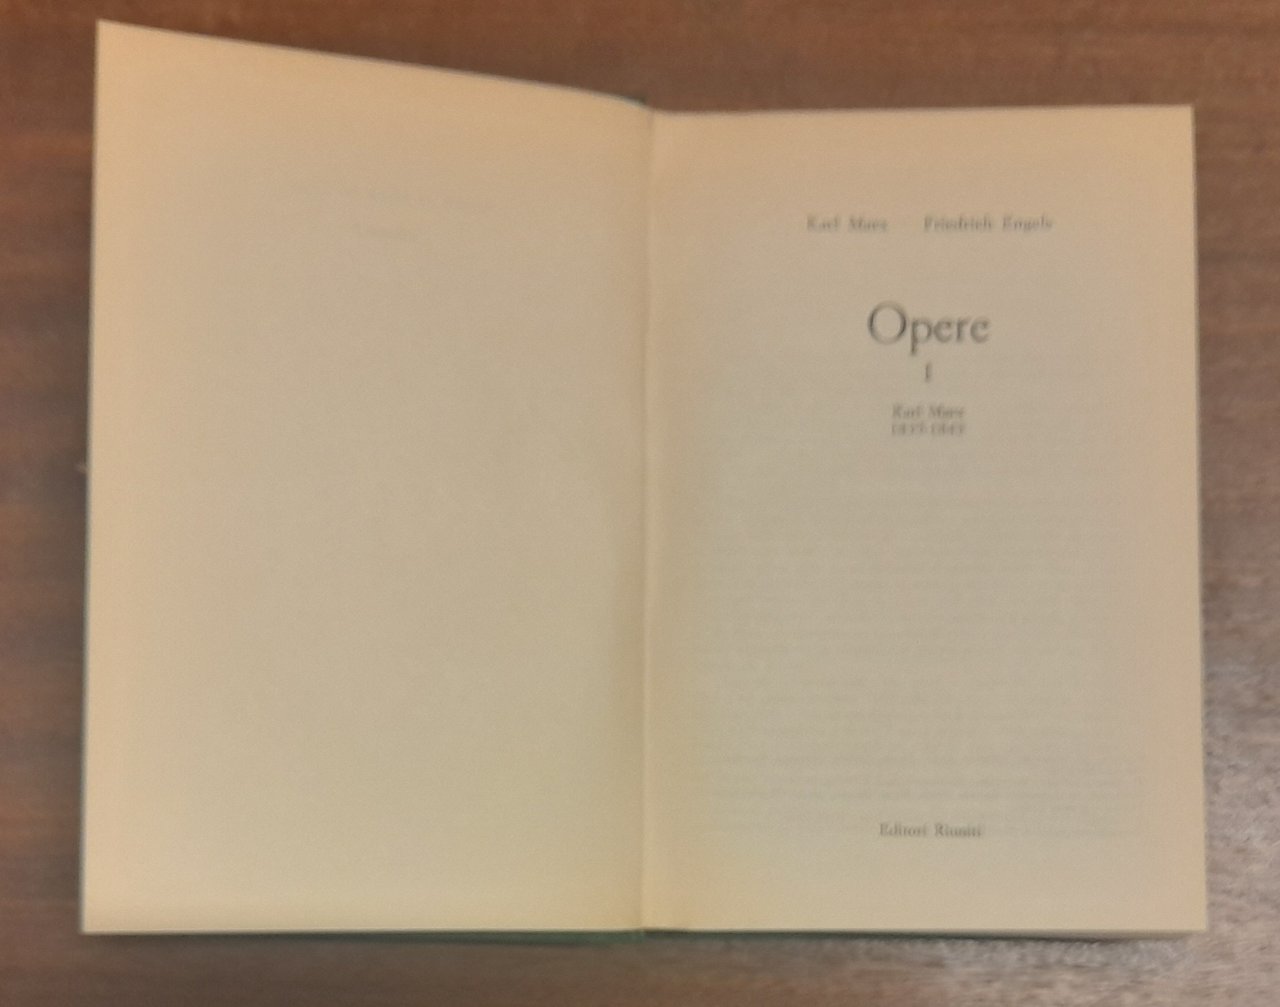 Karl Marx Friedrich Engels
Opere
I
Karl Marx
Editori Riuniti